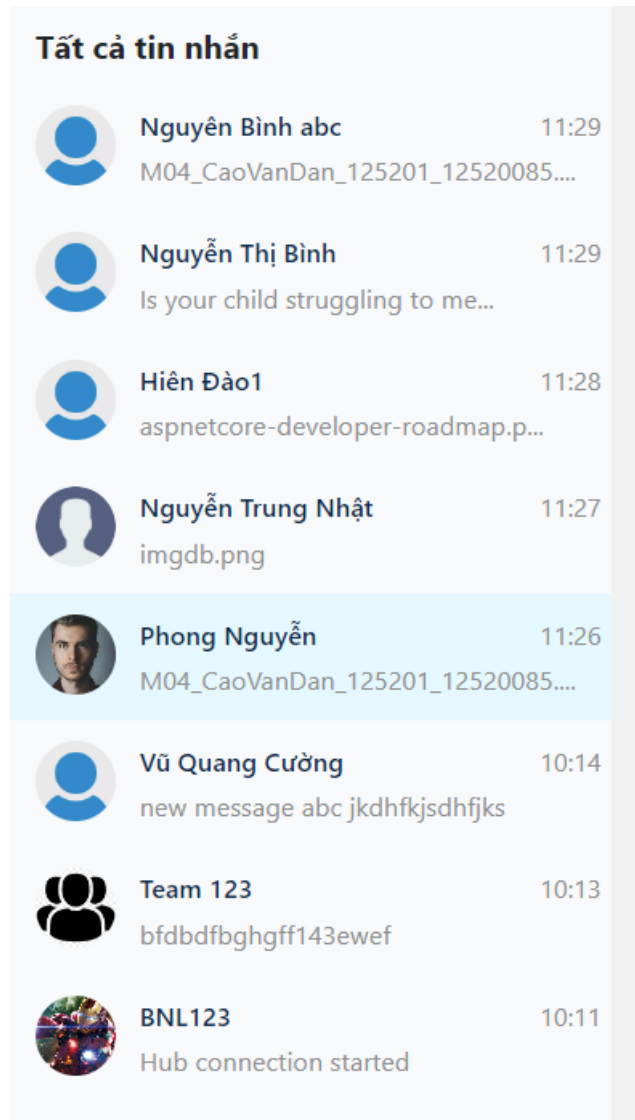 Tất cả tin nhắn
Nguyên Bình abc 11:29
M04_CaoVanDan_125201_12520085....
Nguyễn Thị Bình 11:29
Is your child struggling to me...
Hiên Đào1 11:28
aspnetcore-developer-roadmap.p...
Nguyễn Trung Nhật 11:27
imgdb.png
Phong Nguyễn 11:26
M04_CaoVanDan_125201_12520085....
Vũ Quang Cường 10:14
new message abc jkdhfkjsdhfjks
Team 123 10:13
bfdbdfbghgff143ewef
BNL123 10:11
Hub connection started